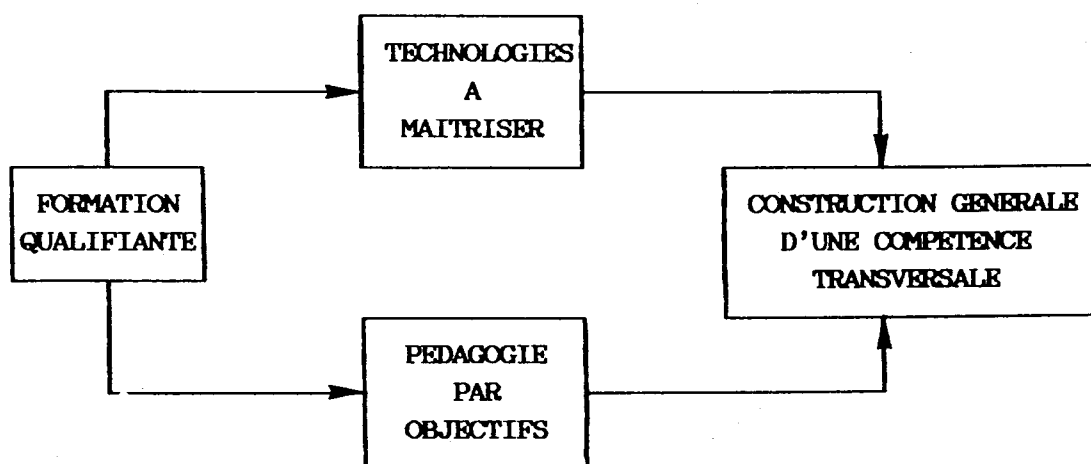 TECHNOLOGIES
A
MAITRISER
FORMATION
QUALIFIANTE
CONSTRUCTION GENERALE
D'UNE COMPETENCE
TRANSVERSALE
PEDAGOGIE
PAR
OBJECTIFS